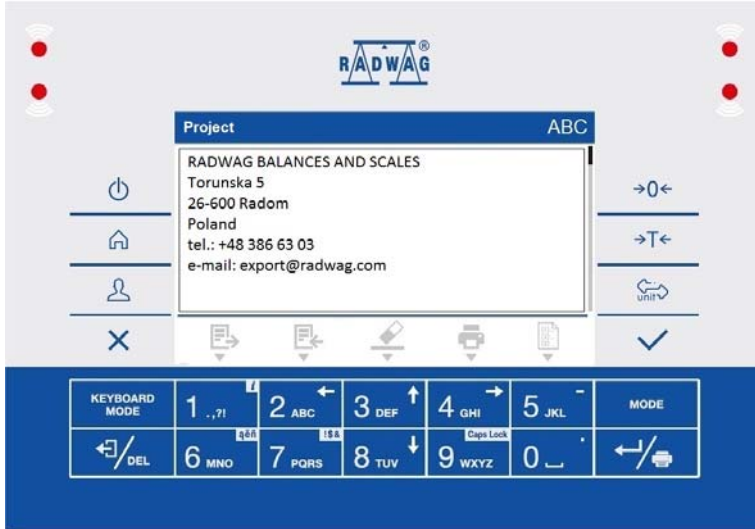 RADWAG®
Project ABC
RADWAG BALANCES AND SCALES
Torunska 5
26-600 Radom
Poland
tel.: +48 386 63 03
e-mail: export@radwag.com
→0←
→T←
unit
KEYBOARD MODE
1 .,?! i
2 ABC ←
3 DEF ↑
4 GHI →
5 JKL -
MODE
/DEL
6 MNO ąéñ
7 PQRS !$&
8 TUV ↓
9 WXYZ Caps Lock
0 .